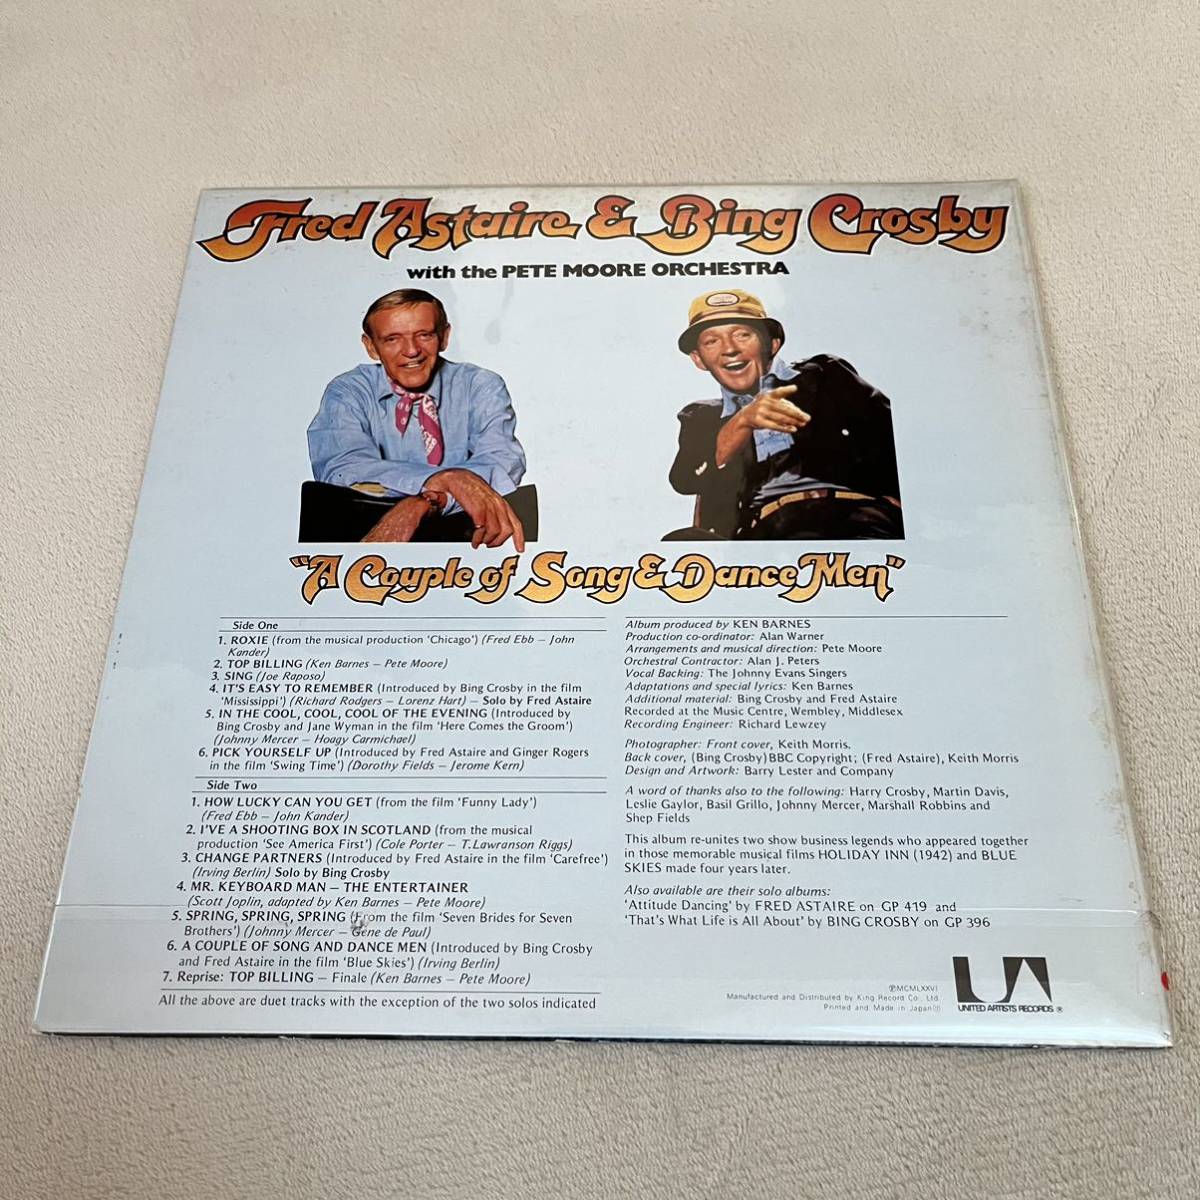 Fred Astaire & Bing Crosby
with the PETE MOORE ORCHESTRA
"A Couple of Song & Dance Men"
Side One
1. ROXIE (from the musical production 'Chicago') (Fred Ebb – John
Kander)
2. TOP BILLING (Ken Barnes – Pete Moore)
3. SING (Joe Raposo)
4. IT'S EASY TO REMEMBER (Introduced by Bing Crosby in the film
'Mississippi') (Richard Rodgers – Lorenz Hart) – Solo by Fred Astaire
5. IN THE COOL, COOL, COOL OF THE EVENING (Introduced by
Bing Crosby and Jane Wyman in the film 'Here Comes the Groom')
(Johnny Mercer – Hoagy Carmichael)
6. PICK YOURSELF UP (Introduced by Fred Astaire and Ginger Rogers
in the film 'Swing Time') (Dorothy Fields – Jerome Kern)
Side Two
1. HOW LUCKY CAN YOU GET (from the film 'Funny Lady')
(Fred Ebb – John Kander)
2. I'VE A SHOOTING BOX IN SCOTLAND (from the musical
production 'See America First') (Cole Porter – T.Lawranson Riggs)
3. CHANGE PARTNERS (Introduced by Fred Astaire in the film 'Carefree')
(Irving Berlin) Solo by Bing Crosby
4. MR. KEYBOARD MAN – THE ENTERTAINER
(Scott Joplin, adapted by Ken Barnes – Pete Moore)
5. SPRING, SPRING, SPRING (From the film 'Seven Brides for Seven
Brothers') (Johnny Mercer – Gene de Paul)
6. A COUPLE OF SONG AND DANCE MEN (Introduced by Bing Crosby
and Fred Astaire in the film 'Blue Skies') (Irving Berlin)
7. Reprise: TOP BILLING – Finale (Ken Barnes – Pete Moore)
All the above are duet tracks with the exception of the two solos indicated
Album produced by KEN BARNES
Production co-ordinator: Alan Warner
Arrangements and musical direction: Pete Moore
Orchestral Contractor: Alan J. Peters
Vocal Backing: The Johnny Evans Singers
Adaptations and special lyrics: Ken Barnes
Additional material: Bing Crosby and Fred Astaire
Recorded at the Music Centre, Wembley, Middlesex
Recording Engineer: Richard Lewzey
Photographer: Front cover, Keith Morris.
Back cover, (Bing Crosby) BBC Copyright; (Fred Astaire), Keith Morris
Design and Artwork: Barry Lester and Company
A word of thanks also to the following: Harry Crosby, Martin Davis,
Leslie Gaylor, Basil Grillo, Johnny Mercer, Marshall Robbins and
Shep Fields
This album re-unites two show business legends who appeared together
in those memorable musical films HOLIDAY INN (1942) and BLUE
SKIES made four years later.
Also available are their solo albums:
'Attitude Dancing' by FRED ASTAIRE on GP 419 and
'That's What Life is All About' by BING CROSBY on GP 396
℗MCMLXXVI
Manufactured and Distributed by King Record Co., Ltd.
Printed and Made in Japan
UA
UNITED ARTISTS RECORDS ®